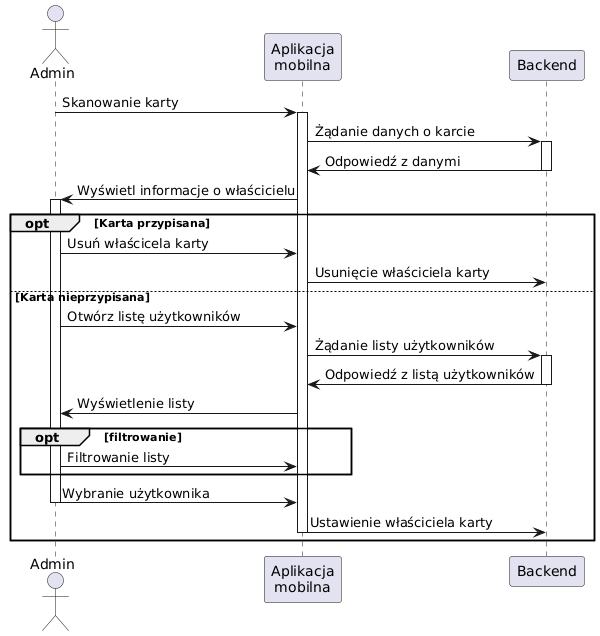 Admin
Aplikacja
mobilna
Backend
Skanowanie karty
Żądanie danych o karcie
Odpowiedź z danymi
Wyświetl informacje o właścicielu
opt
[Karta przypisana]
Usuń właścicela karty
Usunięcie właściciela karty
[Karta nieprzypisana]
Otwórz listę użytkowników
Żądanie listy użytkowników
Odpowiedź z listą użytkowników
Wyświetlenie listy
opt
[filtrowanie]
Filtrowanie listy
Wybranie użytkownika
Ustawienie właściciela karty
Admin
Aplikacja
mobilna
Backend